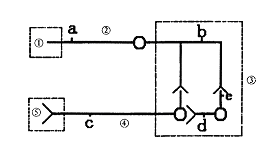 a ② b
①
③
e
⑤ c ④ d